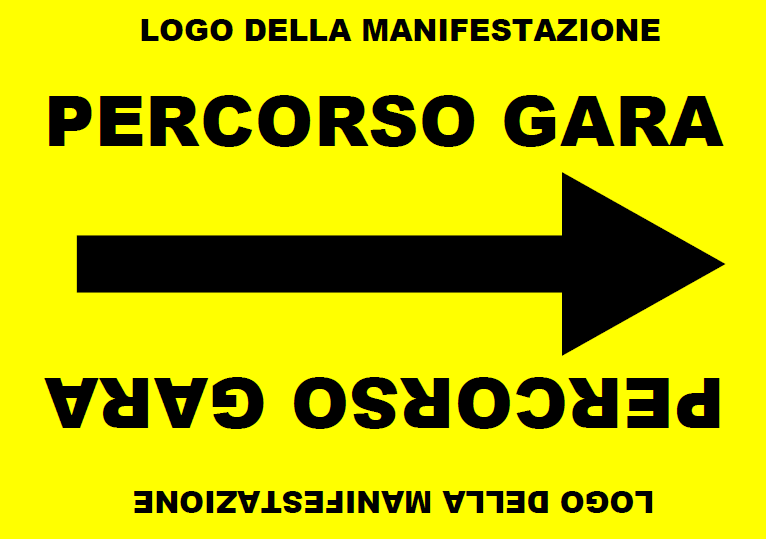 LOGO DELLA MANIFESTAZIONE
PERCORSO GARA
PERCORSO GARA
LOGO DELLA MANIFESTAZIONE